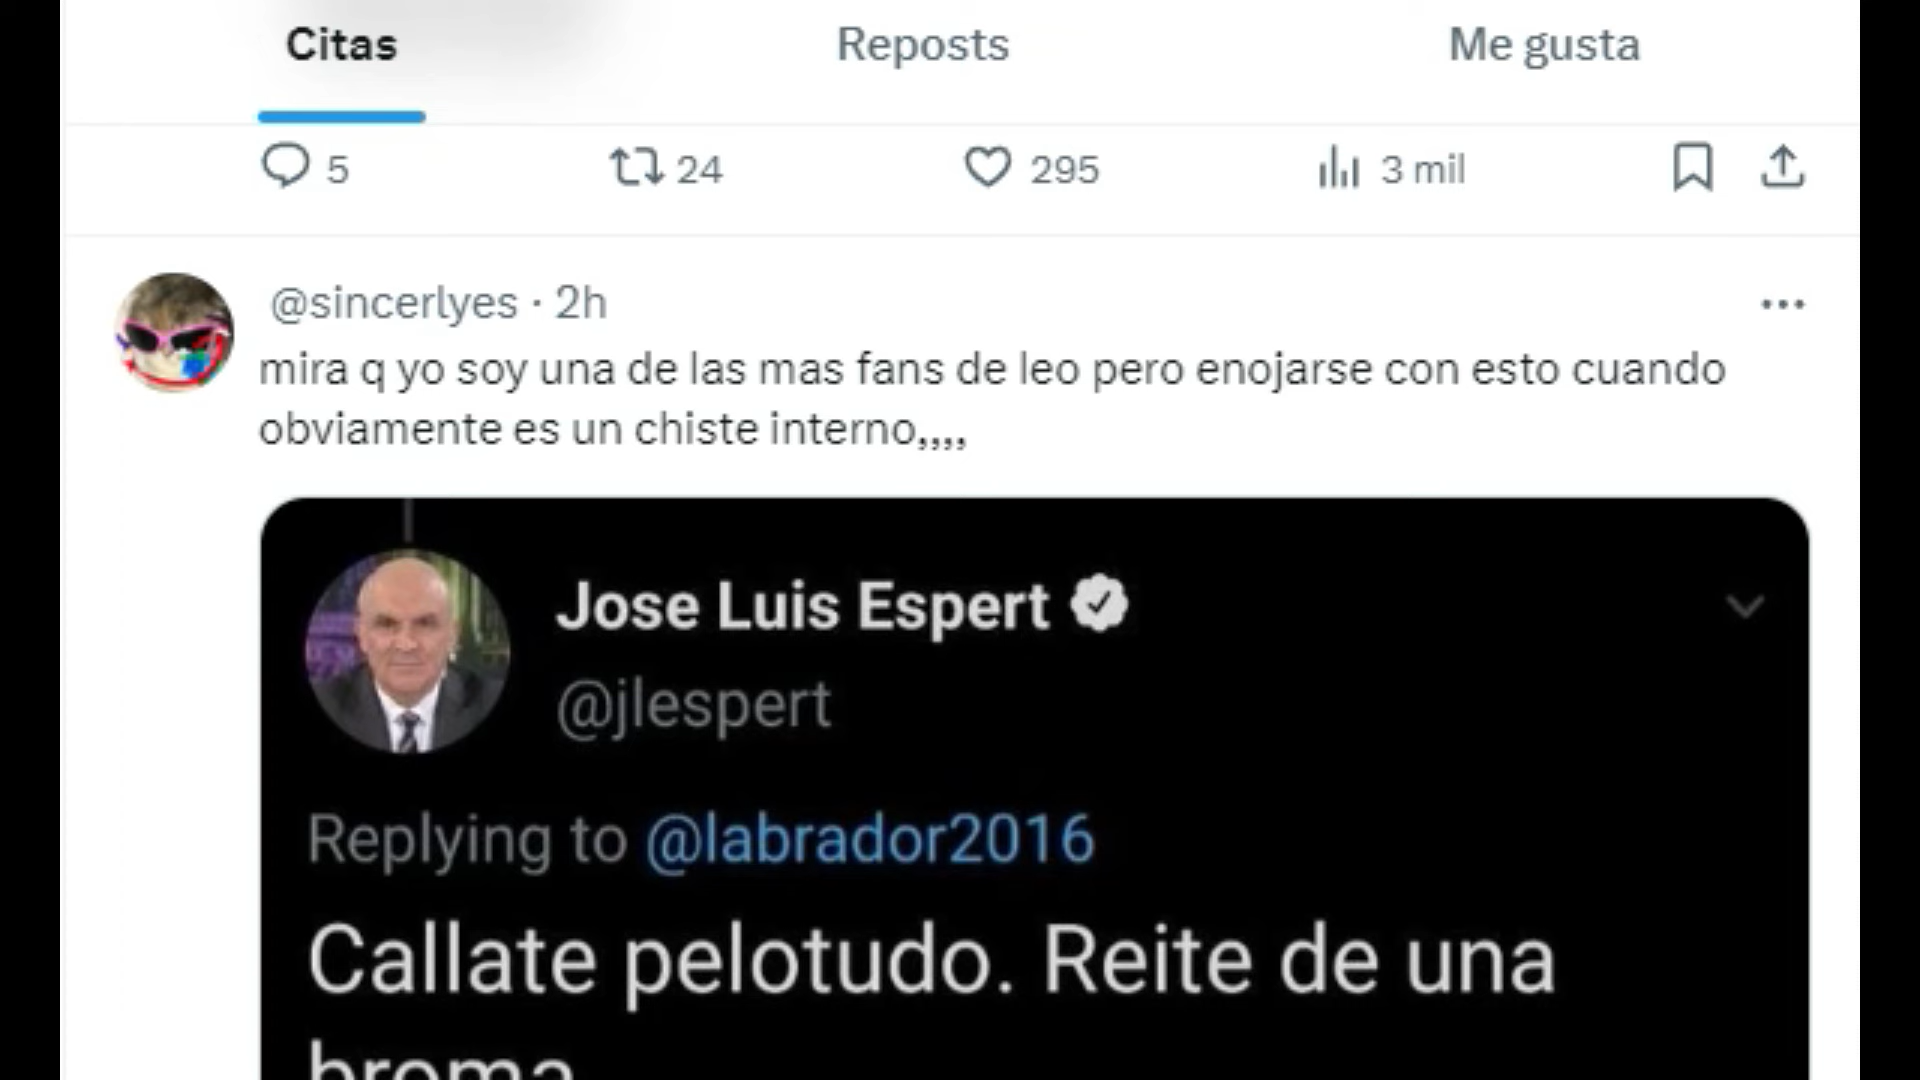 Citas Reposts Me gusta
5 24 295 3 mil
@sincerlyes · 2h
mira q yo soy una de las mas fans de leo pero enojarse con esto cuando
obviamente es un chiste interno,,,,
Jose Luis Espert
@jlespert
Replying to @labrador2016
Callate pelotudo. Reite de una
broma